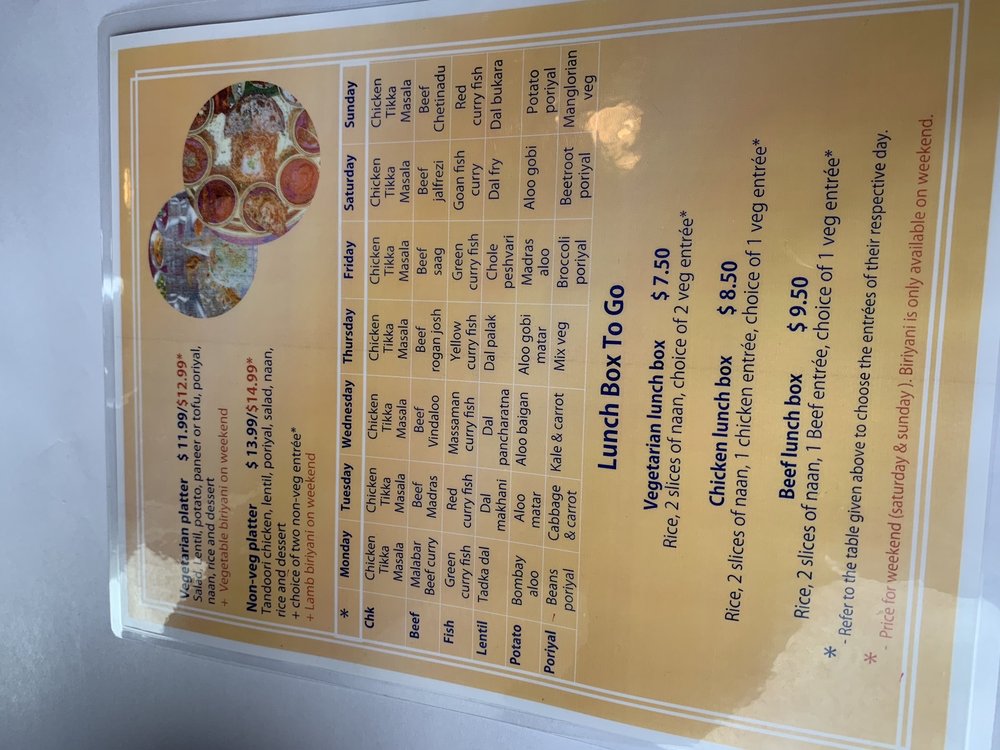 Vegetarian platter $ 11.99/$12.99*
Salad, Lentil, potato, paneer or tofu, poriyal,
naan, rice and dessert
+ Vegetable biriyani on weekend
Non-veg platter $ 13.99/$14.99*
Tandoori chicken, lentil, poriyal, salad, naan,
rice and dessert
+ choice of two non-veg entrée*
+ Lamb biriyani on weekend
* Monday Tuesday Wednesday Thursday Friday Saturday Sunday
Chk Chicken Chicken Chicken Chicken Chicken Chicken Chicken
Tikka Tikka Tikka Tikka Tikka Tikka Tikka
Masala Masala Masala Masala Masala Masala Masala
Beef Malabar Beef Beef Beef Beef Beef Beef
Beef curry Madras Vindaloo rogan josh saag jalfrezi Chetinadu
Fish Green Red Massaman Yellow Green Goan fish Red
curry fish curry fish curry fish curry fish curry fish curry curry fish
Lentil Tadka dal Dal Dal Dal palak Chole Dal fry Dal bukara
makhani pancharatna peshvari
Potato Bombay Aloo Aloo baigan Aloo gobi Madras Aloo gobi Potato
aloo matar matar aloo poriyal
Poriyal Beans Cabbage Kale & carrot Mix veg Broccoli Beetroot Manglorian
poriyal & carrot poriyal poriyal veg
Lunch Box To Go
Vegetarian lunch box $ 7.50
Rice, 2 slices of naan, choice of 2 veg entrée*
Chicken lunch box $ 8.50
Rice, 2 slices of naan, 1 chicken entrée, choice of 1 veg entrée*
Beef lunch box $ 9.50
Rice, 2 slices of naan, 1 Beef entrée, choice of 1 veg entrée*
* - Refer to the table given above to choose the entrées of their respective day.
* - Price for weekend (saturday & sunday ). Biriyani is only available on weekend.